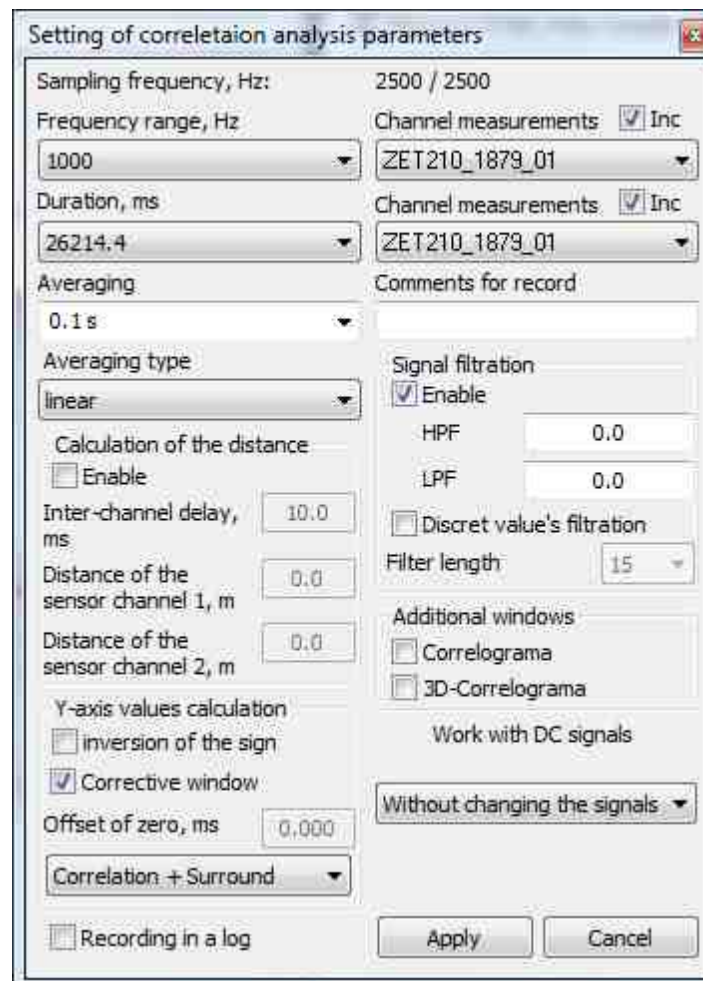 Setting of correletaion analysis parameters
Sampling frequency, Hz: 2500 / 2500
Frequency range, Hz
1000
Duration, ms
26214.4
Averaging
0.1 s
Averaging type
linear
Calculation of the distance
Enable
Inter-channel delay, 10.0
ms
Distance of the
sensor channel 1, m 0.0
Distance of the
sensor channel 2, m 0.0
Y-axis values calculation
inversion of the sign
Corrective window
Offset of zero, ms 0.000
Correlation + Surround
Recording in a log
Channel measurements Inc
ZET210_1879_01
Channel measurements Inc
ZET210_1879_01
Comments for record
Signal filtration
Enable
HPF 0.0
LPF 0.0
Discret value's filtration
Filter length 15
Additional windows
Correlograma
3D-Correlograma
Work with DC signals
Without changing the signals
Apply Cancel